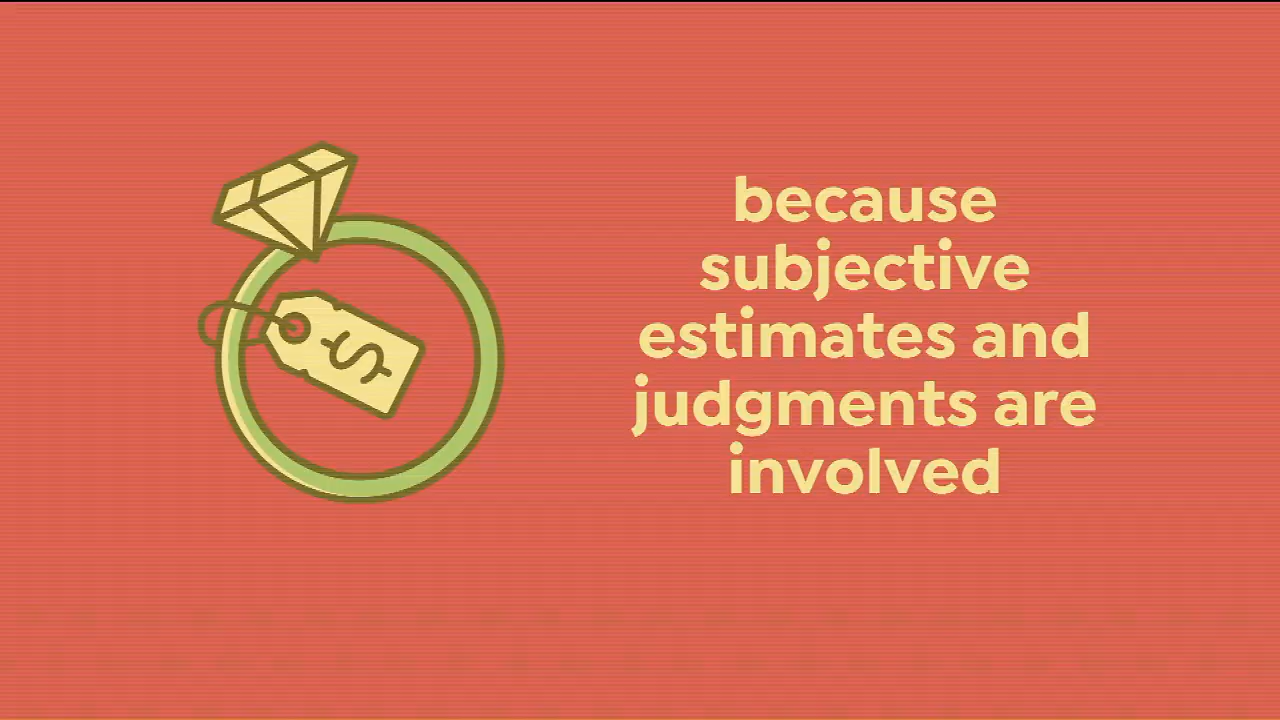 because
subjective
estimates and
judgments are
involved
$